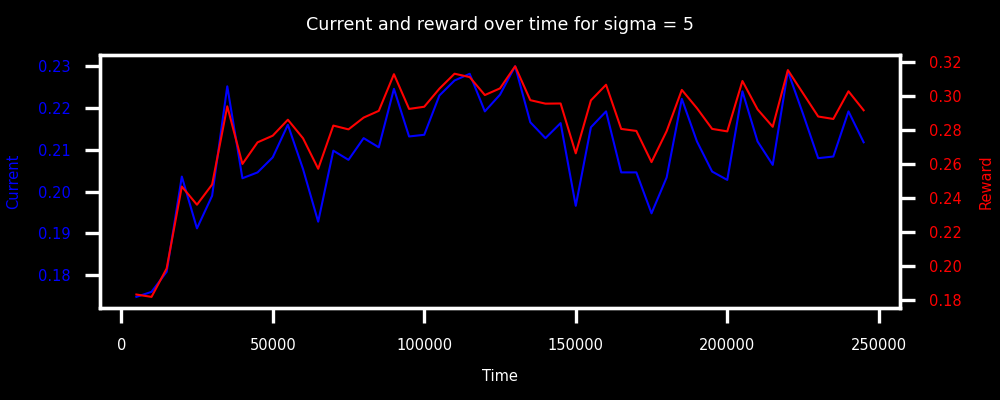 Current and reward over time for sigma = 5
Current
0.23
0.22
0.21
0.20
0.19
0.18
0.32
0.30
0.28
0.26
0.24
0.22
0.20
0.18
Reward
0 50000 100000 150000 200000 250000
Time